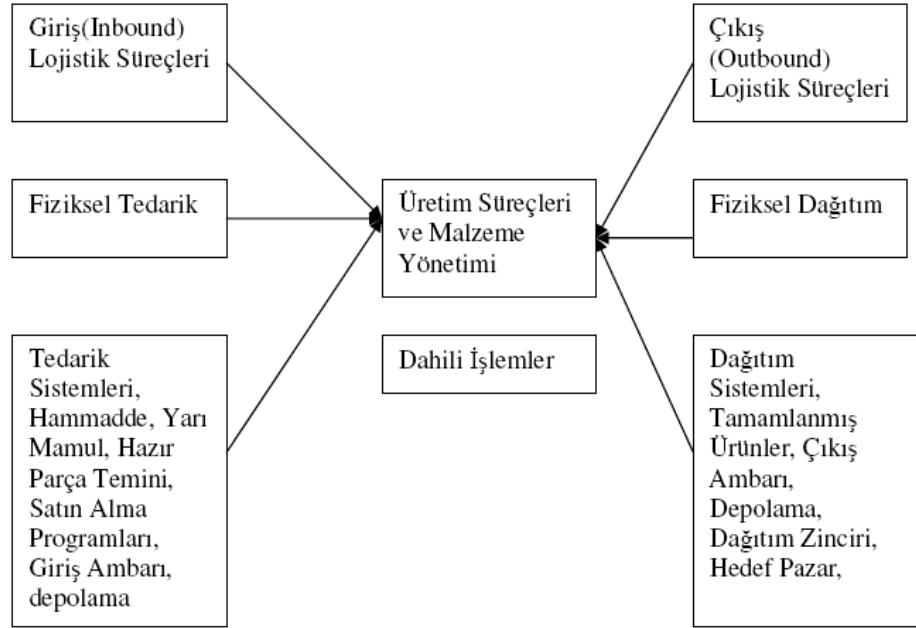 Giriş(Inbound)
Lojistik Süreçleri
Çıkış
(Outbound)
Lojistik Süreçleri
Fiziksel Tedarik
Üretim Süreçleri
ve Malzeme
Yönetimi
Fiziksel Dağıtım
Tedarik
Sistemleri,
Hammadde, Yarı
Mamul, Hazır
Parça Temini,
Satın Alma
Programları,
Giriş Ambarı,
depolama
Dahili İşlemler
Dağıtım
Sistemleri,
Tamamlanmış
Ürünler, Çıkış
Ambarı,
Depolama,
Dağıtım Zinciri,
Hedef Pazar,